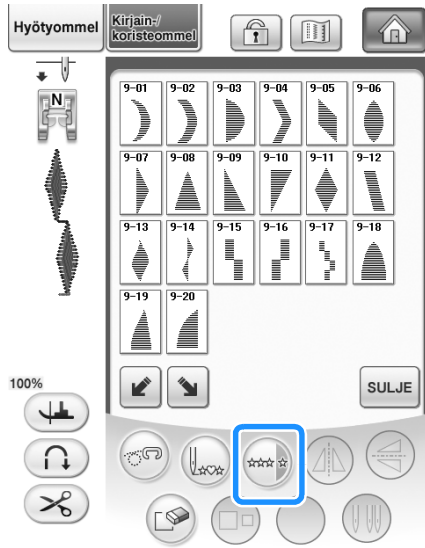 Hyötyommel
Kirjain-/
koristeommel
N
9-01 9-02 9-03 9-04 9-05 9-06
9-07 9-08 9-09 9-10 9-11 9-12
9-13 9-14 9-15 9-16 9-17 9-18
9-19 9-20
100%
SULJE